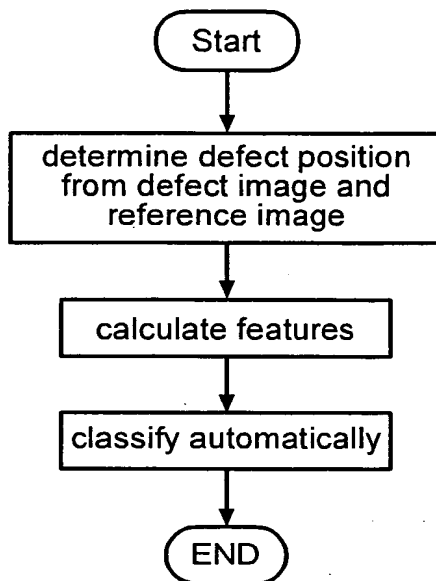 Start
determine defect position
from defect image and
reference image
calculate features
classify automatically
END